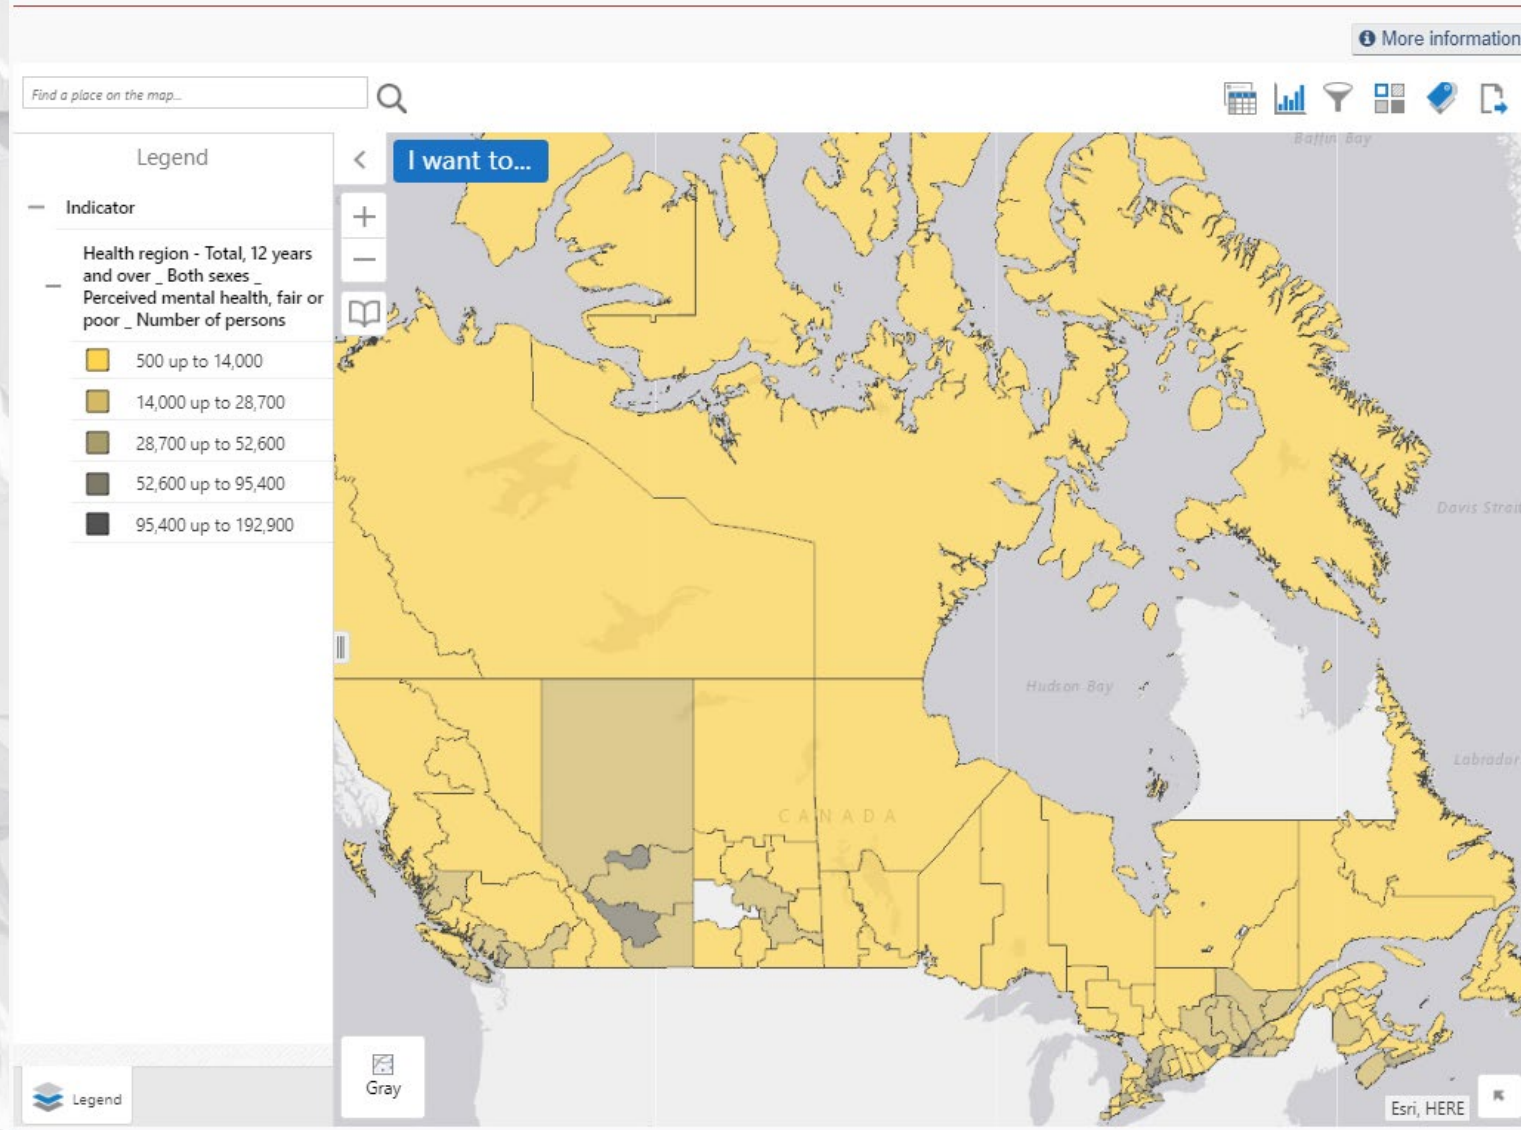 More information
Find a place on the map...
Legend
I want to...
Indicator
Health region - Total, 12 years
and over _ Both sexes _
Perceived mental health, fair or
poor _ Number of persons
500 up to 14,000
14,000 up to 28,700
28,700 up to 52,600
52,600 up to 95,400
95,400 up to 192,900
Baffin Bay
Davis Strait
Hudson Bay
Labrador
CANADA
Gray
Legend
Esri, HERE